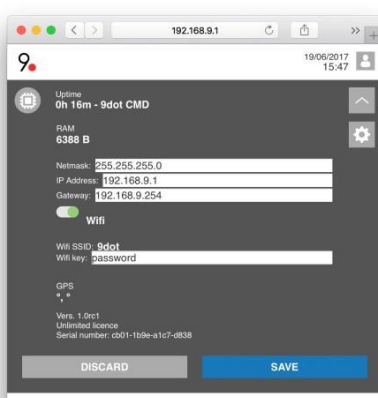 192.168.9.1
9.
19/06/2017
15:47
Uptime
0h 16m - 9dot CMD
RAM
6388 B
Netmask: 255.255.255.0
IP Address: 192.168.9.1
Gateway: 192.168.9.254
Wifi
Wifi SSID: 9dot
Wifi key: password
GPS
°, °
Vers. 1.0rc1
Unlimited licence
Serial number: cb01-1b9e-a1c7-d838
DISCARD SAVE